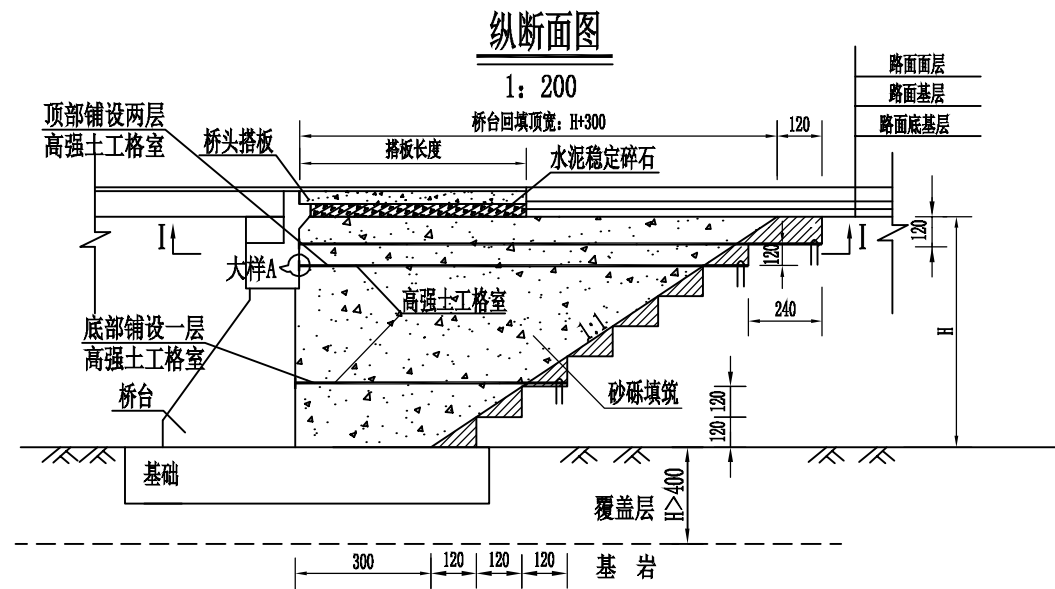 纵断面图
1：200
路面面层
路面基层
路面底基层
顶部铺设两层
高强土工格室
桥头搭板
桥台回填顶宽：H+300
120
搭板长度
水泥稳定碎石
I
I
120
120
大样A
高强土工格室
240
H
1:1
底部铺设一层
高强土工格室
砂砾填筑
桥台
120
120
基础
覆盖层
H>400
300
120
120
120
基 岩